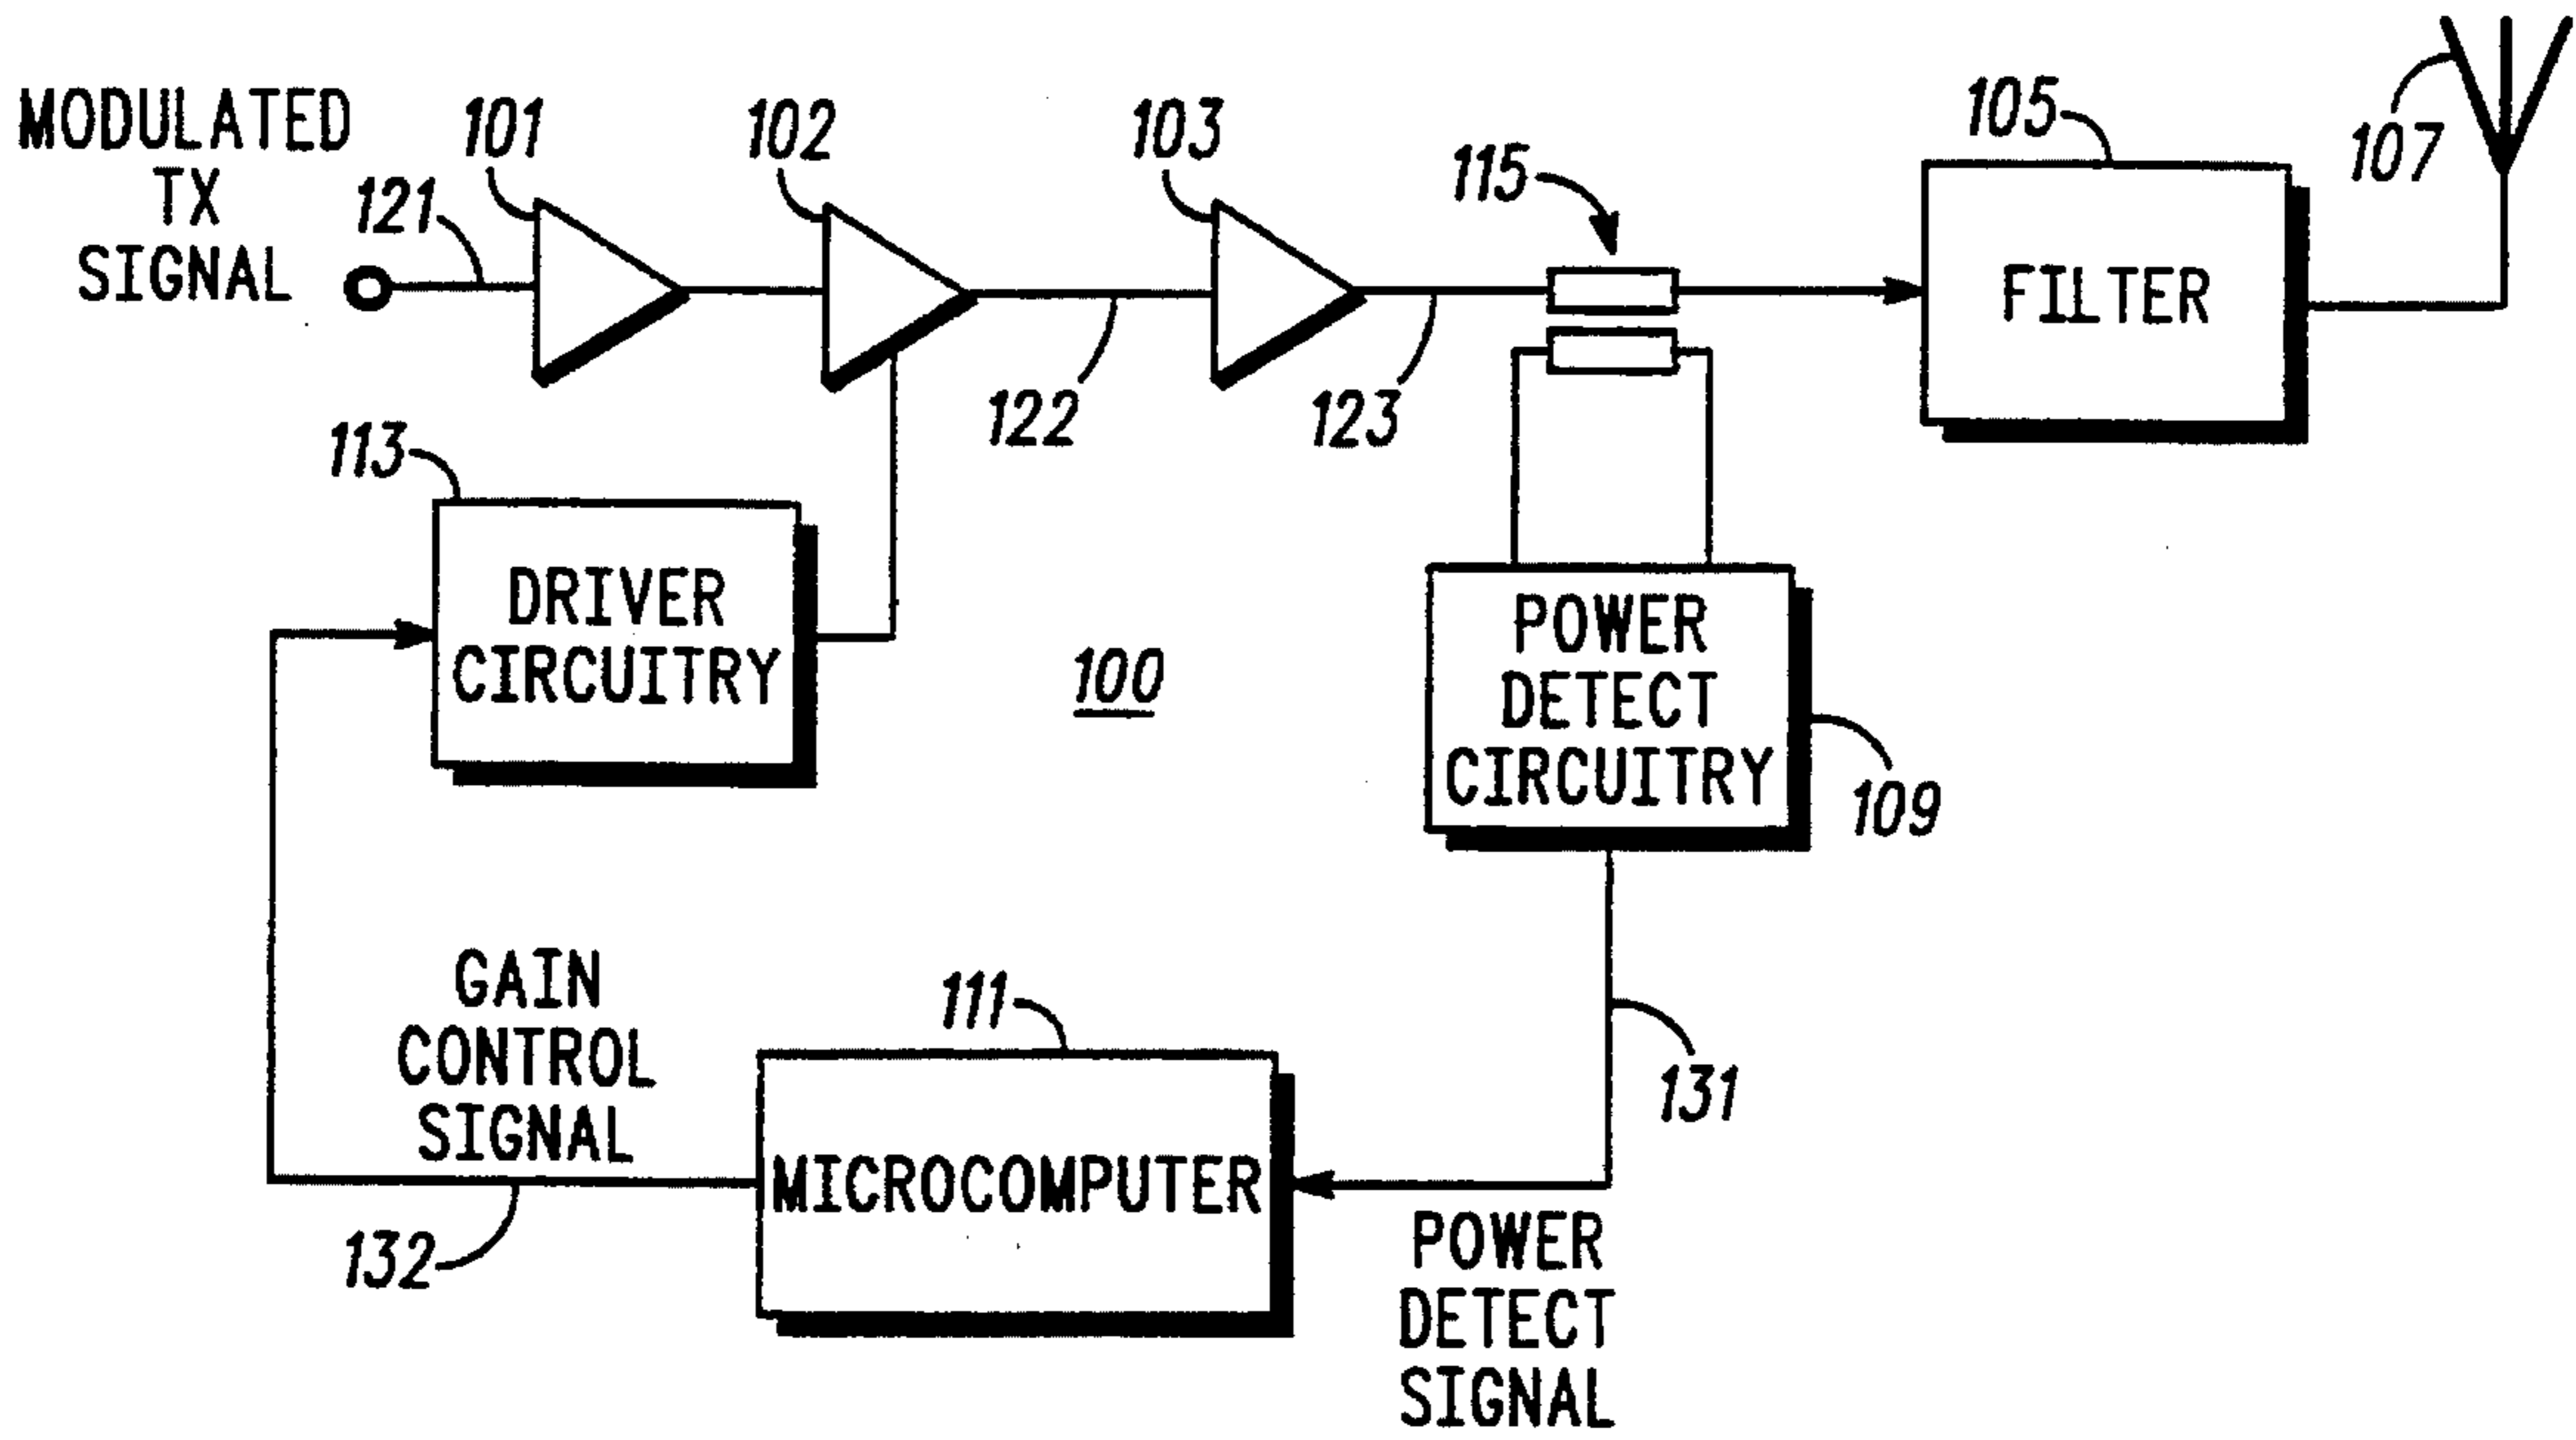 MODULATED
TX
SIGNAL
121
101
102
103
115
105
107
FILTER
122
123
113
DRIVER
CIRCUITRY
100
POWER
DETECT
CIRCUITRY
109
GAIN
CONTROL
SIGNAL
111
131
MICROCOMPUTER
132
POWER
DETECT
SIGNAL